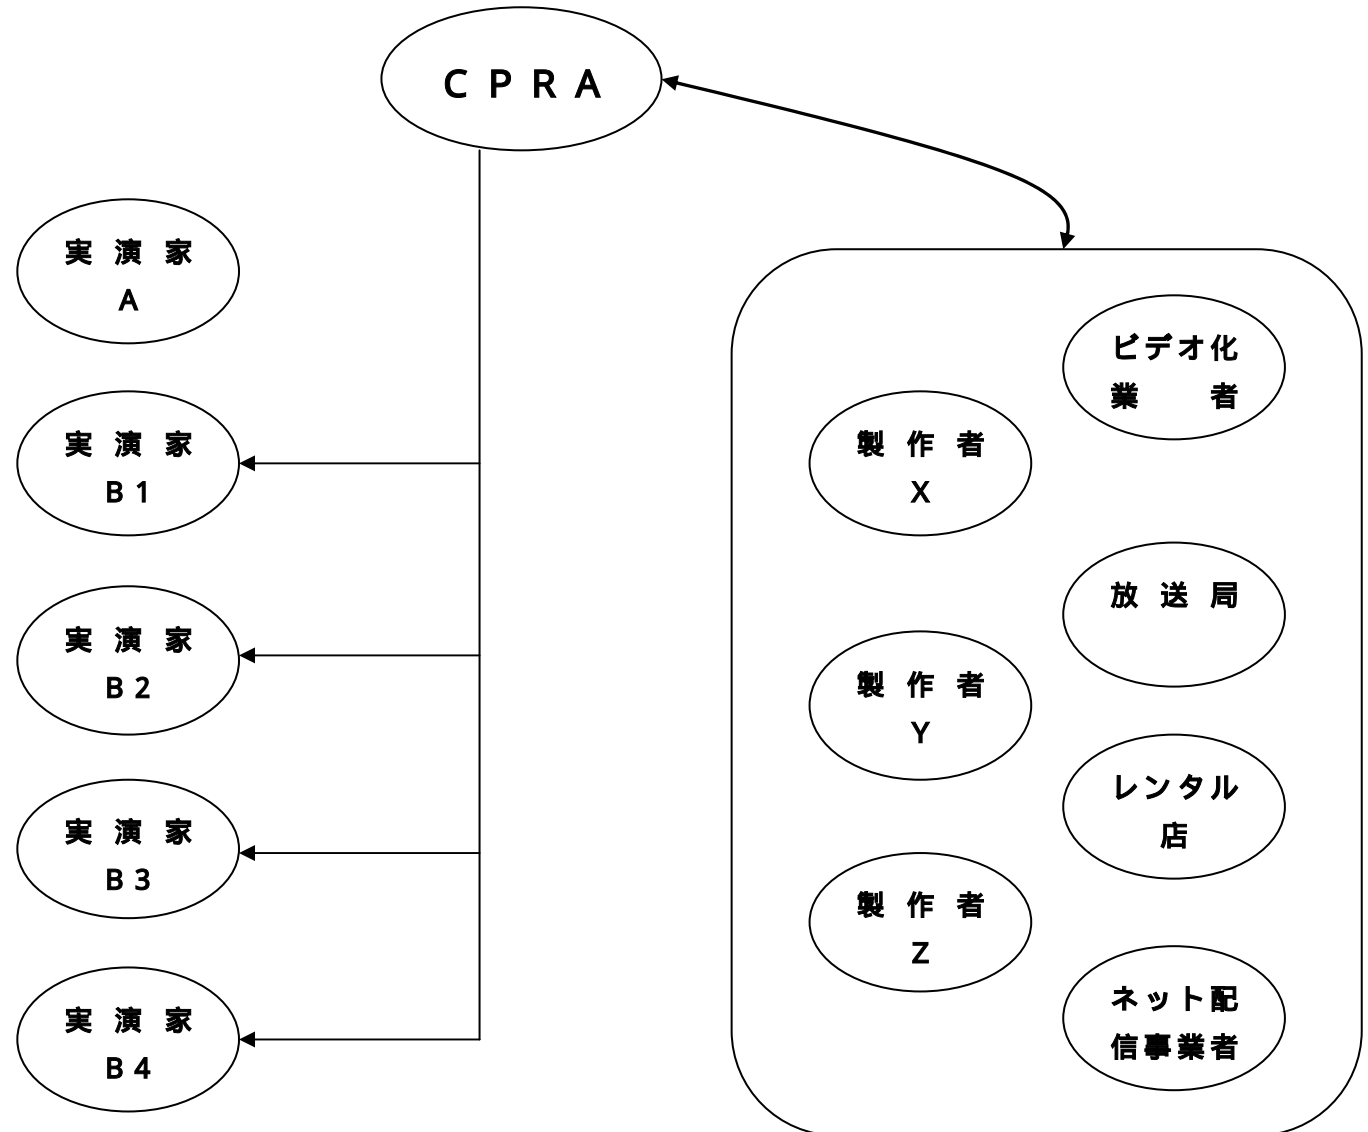 CPRA
実演家
A
実演家
B1
実演家
B2
実演家
B3
実演家
B4
ビデオ化
業者
製作者
X
放送局
製作者
Y
レンタル
店
製作者
Z
ネット配
信事業者